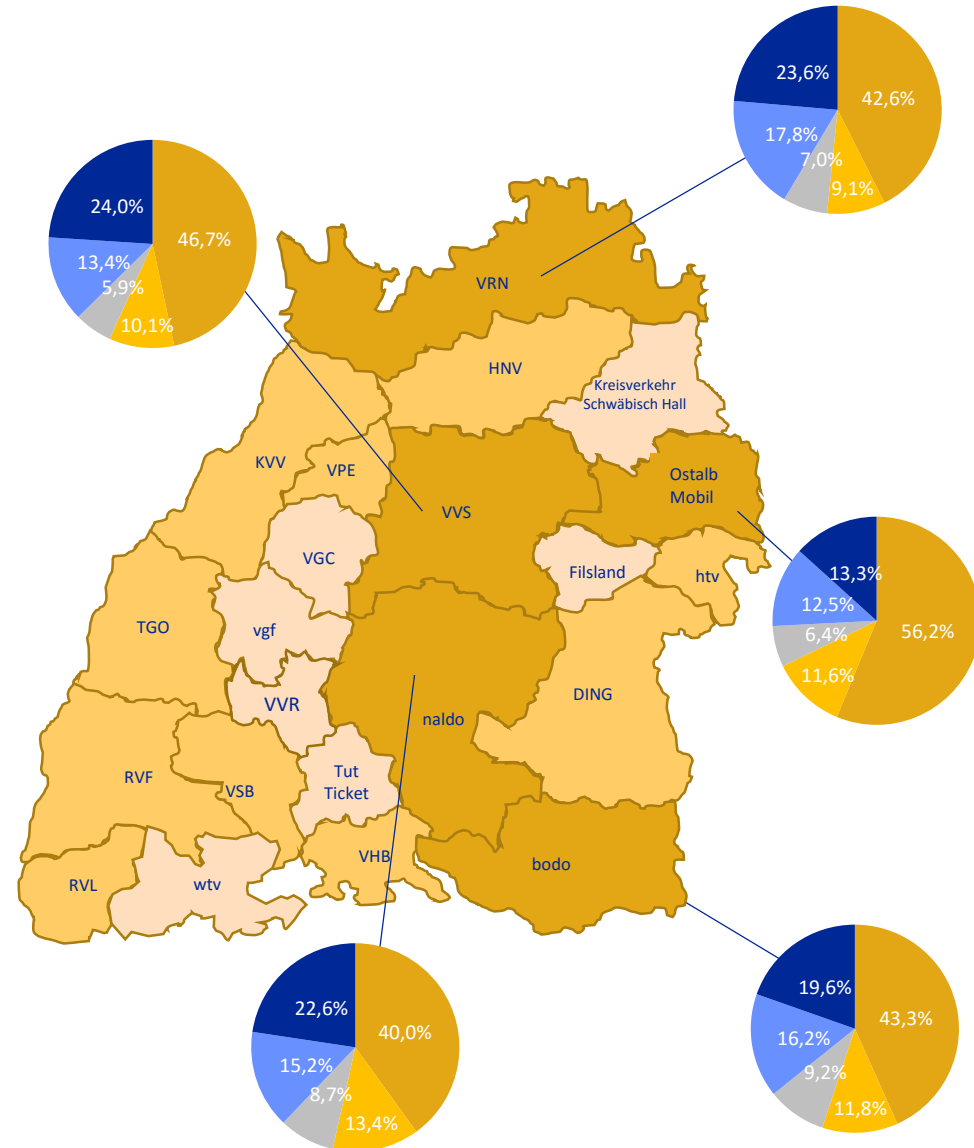 23,6%
42,6%
17,8%
7,0%
9,1%
24,0%
46,7%
13,4%
5,9%
10,1%
VRN
HNV
Kreisverkehr
Schwäbisch Hall
KVV
VPE
Ostalb
Mobil
VVS
VGC
Filsland
htv
13,3%
12,5%
6,4%
56,2%
11,6%
TGO
vgf
VVR
DING
naldo
RVF
VSB
Tut
Ticket
VHB
bodo
RVL
wtv
22,6%
40,0%
15,2%
8,7%
13,4%
19,6%
43,3%
16,2%
9,2%
11,8%